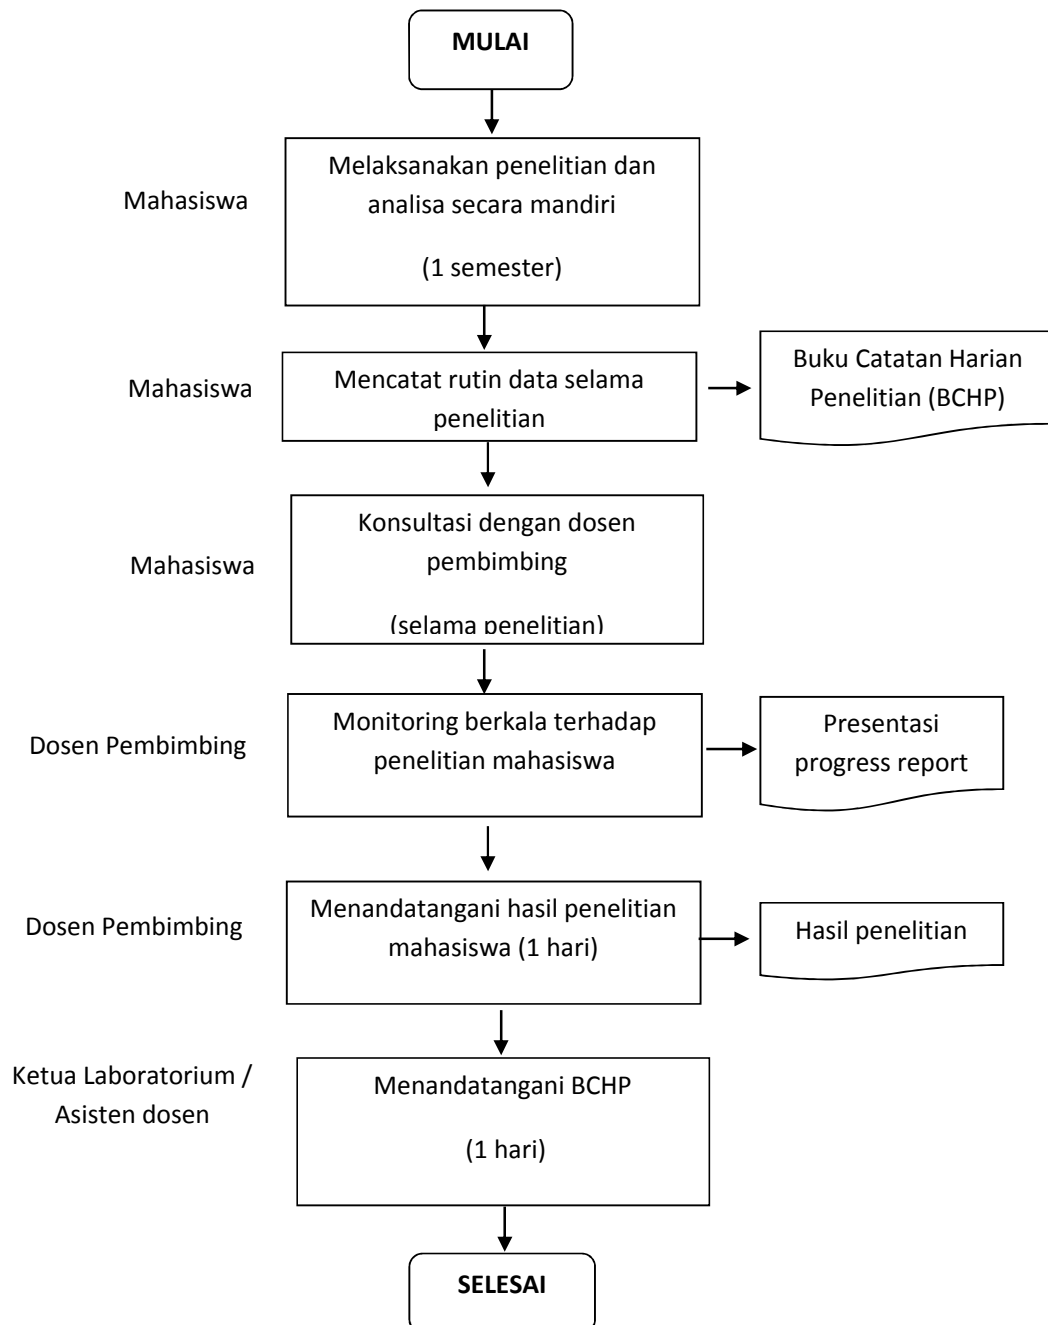 MULAI
Mahasiswa
Melaksanakan penelitian dan
analisa secara mandiri
(1 semester)
Mahasiswa
Mencatat rutin data selama
penelitian
Buku Catatan Harian
Penelitian (BCHP)
Mahasiswa
Konsultasi dengan dosen
pembimbing
(selama penelitian)
Dosen Pembimbing
Monitoring berkala terhadap
penelitian mahasiswa
Presentasi
progress report
Dosen Pembimbing
Menandatangani hasil penelitian
mahasiswa (1 hari)
Hasil penelitian
Ketua Laboratorium /
Asisten dosen
Menandatangani BCHP
(1 hari)
SELESAI